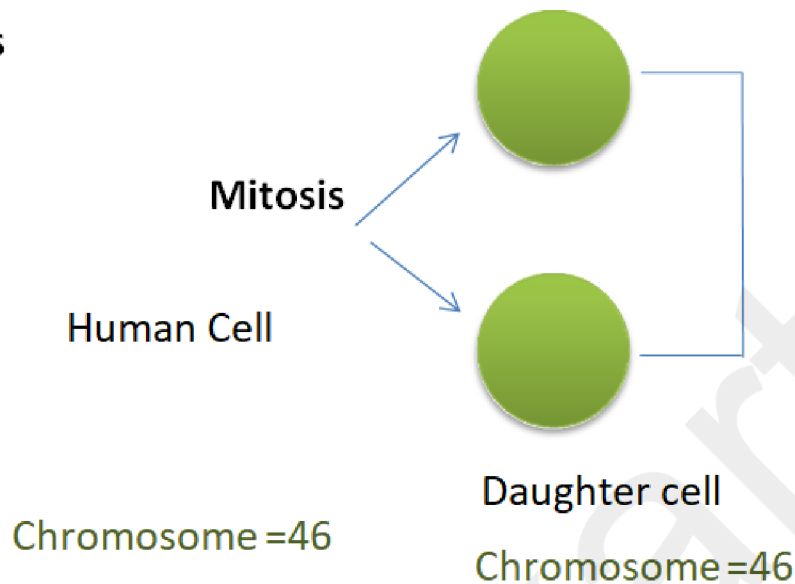 s
Mitosis
Human Cell
Daughter cell
Chromosome =46
Chromosome =46